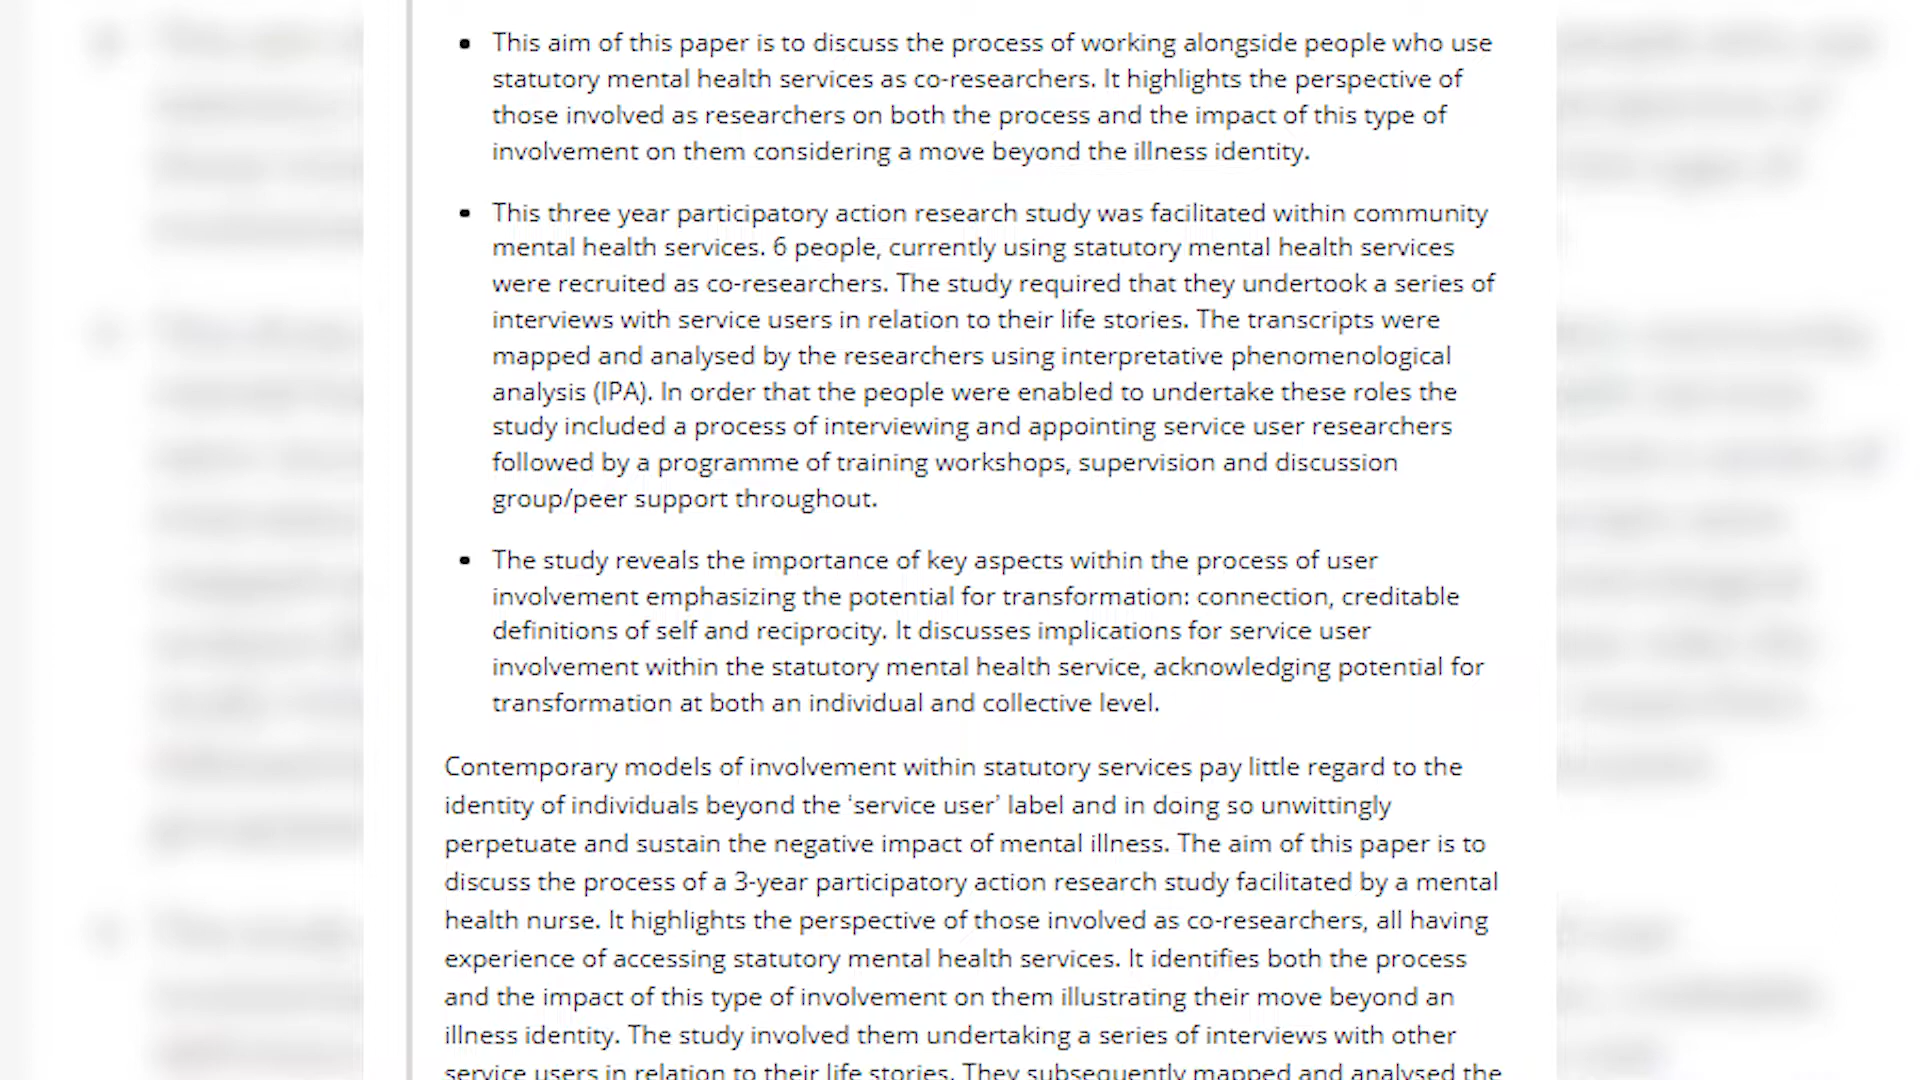 • This aim of this paper is to discuss the process of working alongside people who use
statutory mental health services as co-researchers. It highlights the perspective of
those involved as researchers on both the process and the impact of this type of
involvement on them considering a move beyond the illness identity.
• This three year participatory action research study was facilitated within community
mental health services. 6 people, currently using statutory mental health services
were recruited as co-researchers. The study required that they undertook a series of
interviews with service users in relation to their life stories. The transcripts were
mapped and analysed by the researchers using interpretative phenomenological
analysis (IPA). In order that the people were enabled to undertake these roles the
study included a process of interviewing and appointing service user researchers
followed by a programme of training workshops, supervision and discussion
group/peer support throughout.
• The study reveals the importance of key aspects within the process of user
involvement emphasizing the potential for transformation: connection, creditable
definitions of self and reciprocity. It discusses implications for service user
involvement within the statutory mental health service, acknowledging potential for
transformation at both an individual and collective level.
Contemporary models of involvement within statutory services pay little regard to the
identity of individuals beyond the ‘service user’ label and in doing so unwittingly
perpetuate and sustain the negative impact of mental illness. The aim of this paper is to
discuss the process of a 3-year participatory action research study facilitated by a mental
health nurse. It highlights the perspective of those involved as co-researchers, all having
experience of accessing statutory mental health services. It identifies both the process
and the impact of this type of involvement on them illustrating their move beyond an
illness identity. The study involved them undertaking a series of interviews with other
service users in relation to their life stories. They subsequently mapped and analysed the